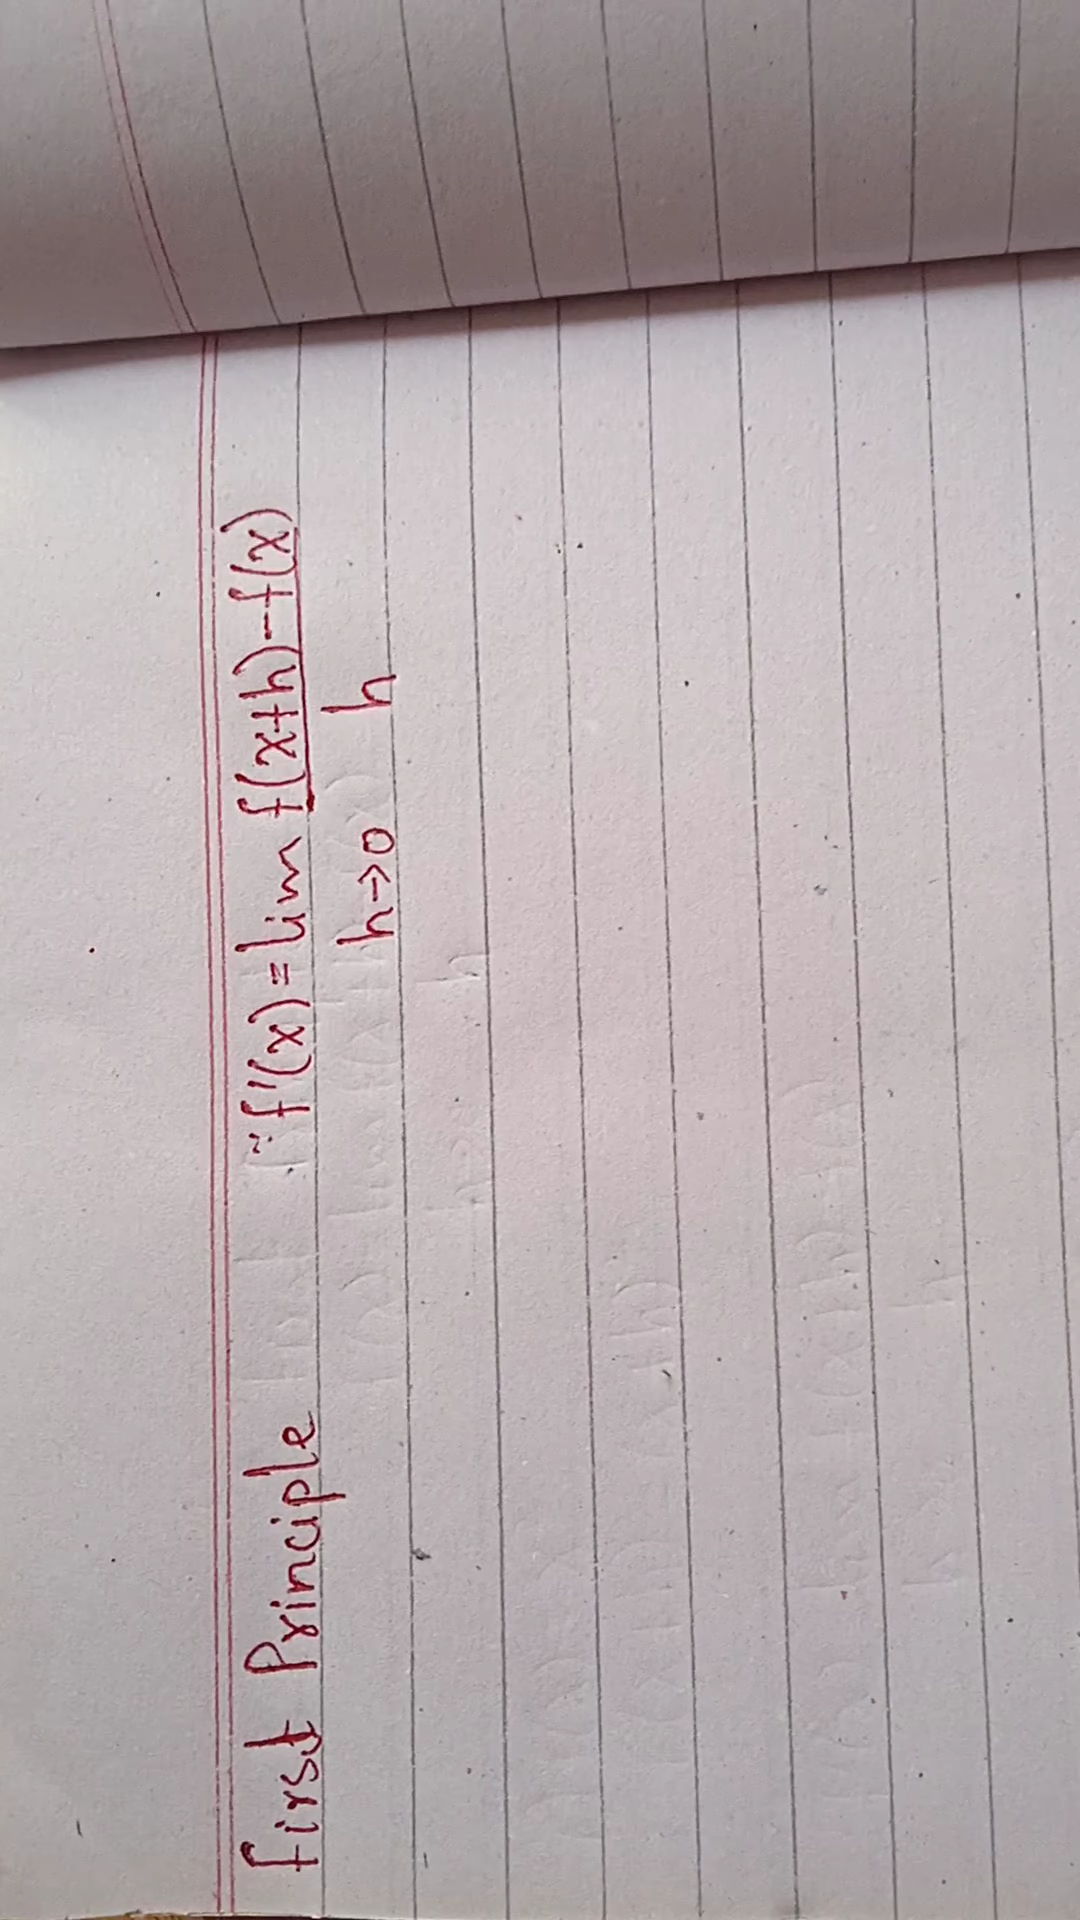 first Principle ∵ f'(x) = lim f(x+h) - f(x)
h→0 h